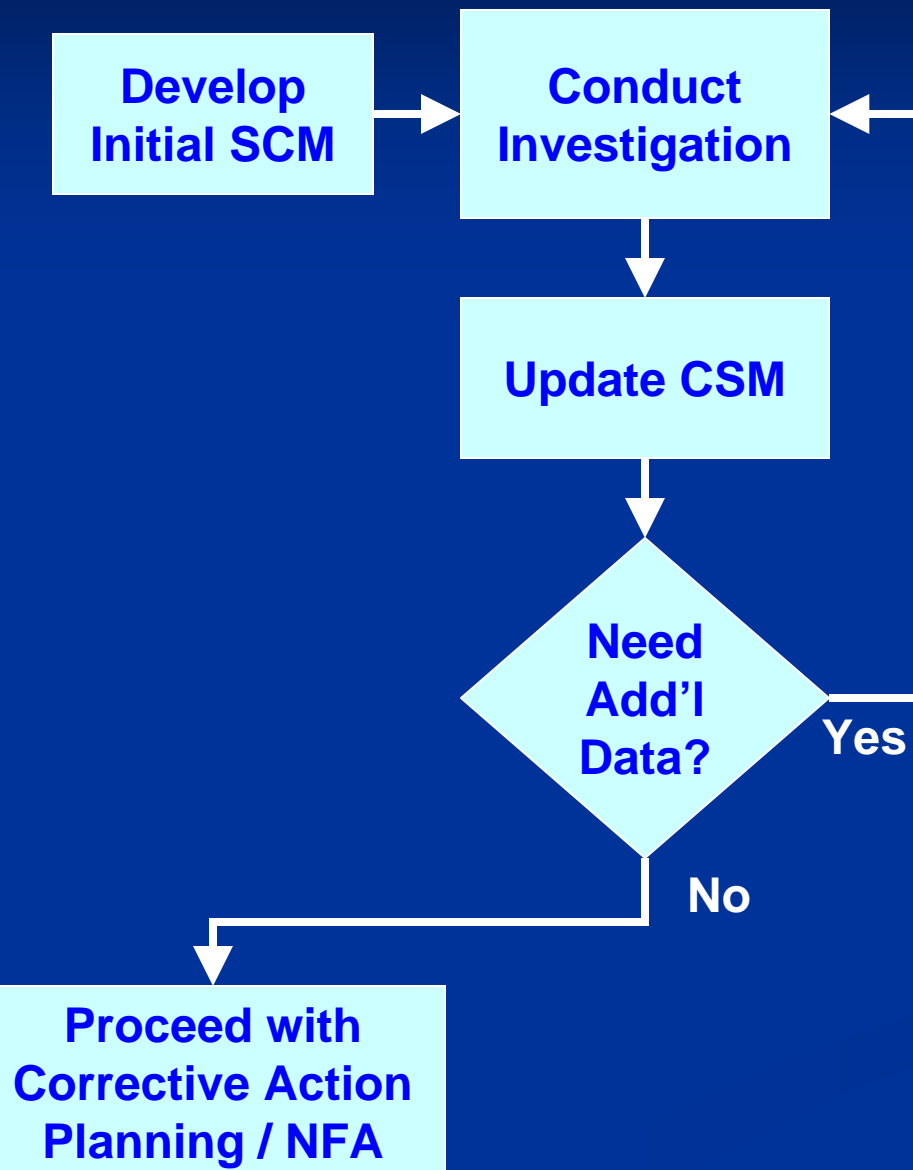 Develop
Initial SCM
Conduct
Investigation
Update CSM
Need
Add’l
Data?
Yes
No
Proceed with
Corrective Action
Planning / NFA